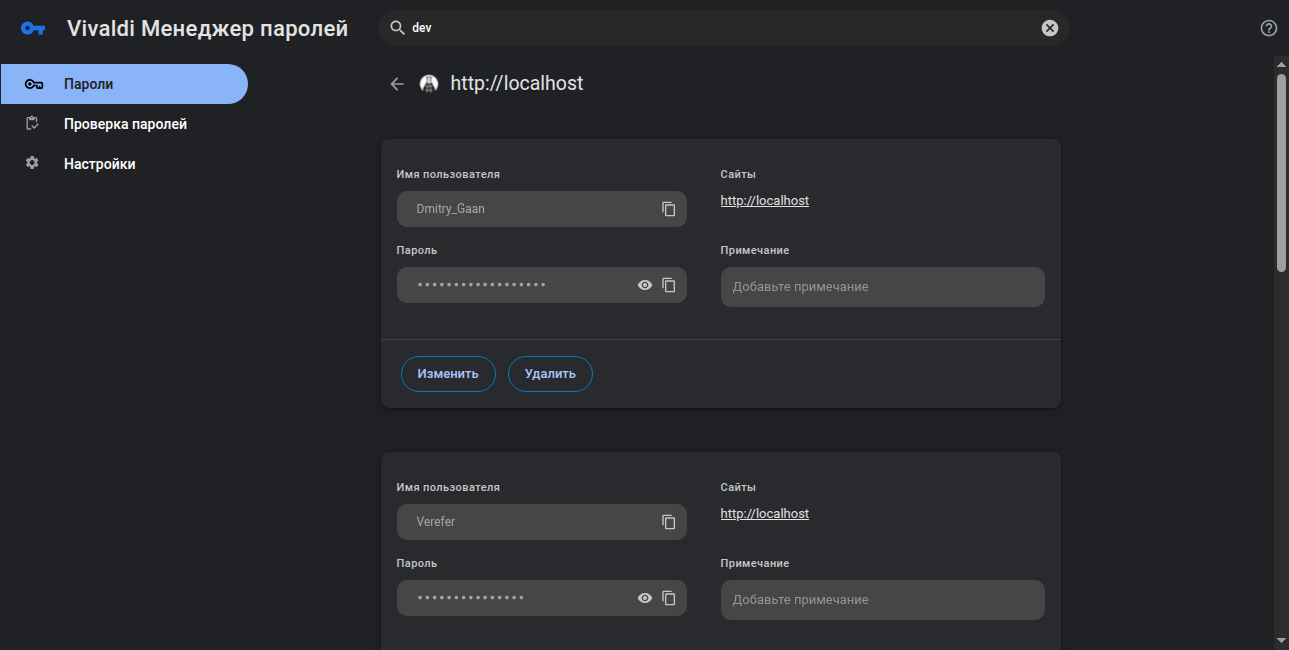 Vivaldi Менеджер паролей
dev
Пароли
Проверка паролей
Настройки
http://localhost
Имя пользователя
Сайты
Dmitry_Gaan
http://localhost
Пароль
Примечание
••••••••••••••••••
Добавьте примечание
Изменить
Удалить
Имя пользователя
Сайты
Verefer
http://localhost
Пароль
Примечание
•••••••••••••••
Добавьте примечание